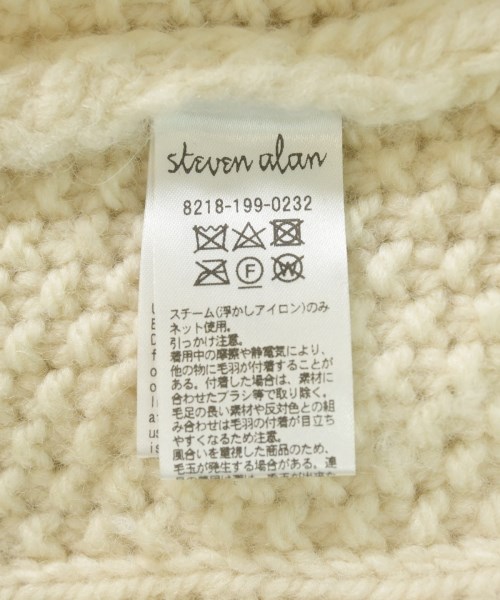 steven alan
8218-199-0232
F
W
スチーム(浮かしアイロン)のみ
ネット使用。
引っかけ注意。
着用中の摩擦や静電気により、
他の物に毛羽が付着することが
ある。付着した場合は、素材に
合わせたブラシ等で取り除く。
毛足の長い素材や反対色との組
み合わせは毛羽の付着が目立ち
やすくなるため注意。
風合いを重視した商品のため、
毛玉が発生する場合がある。連